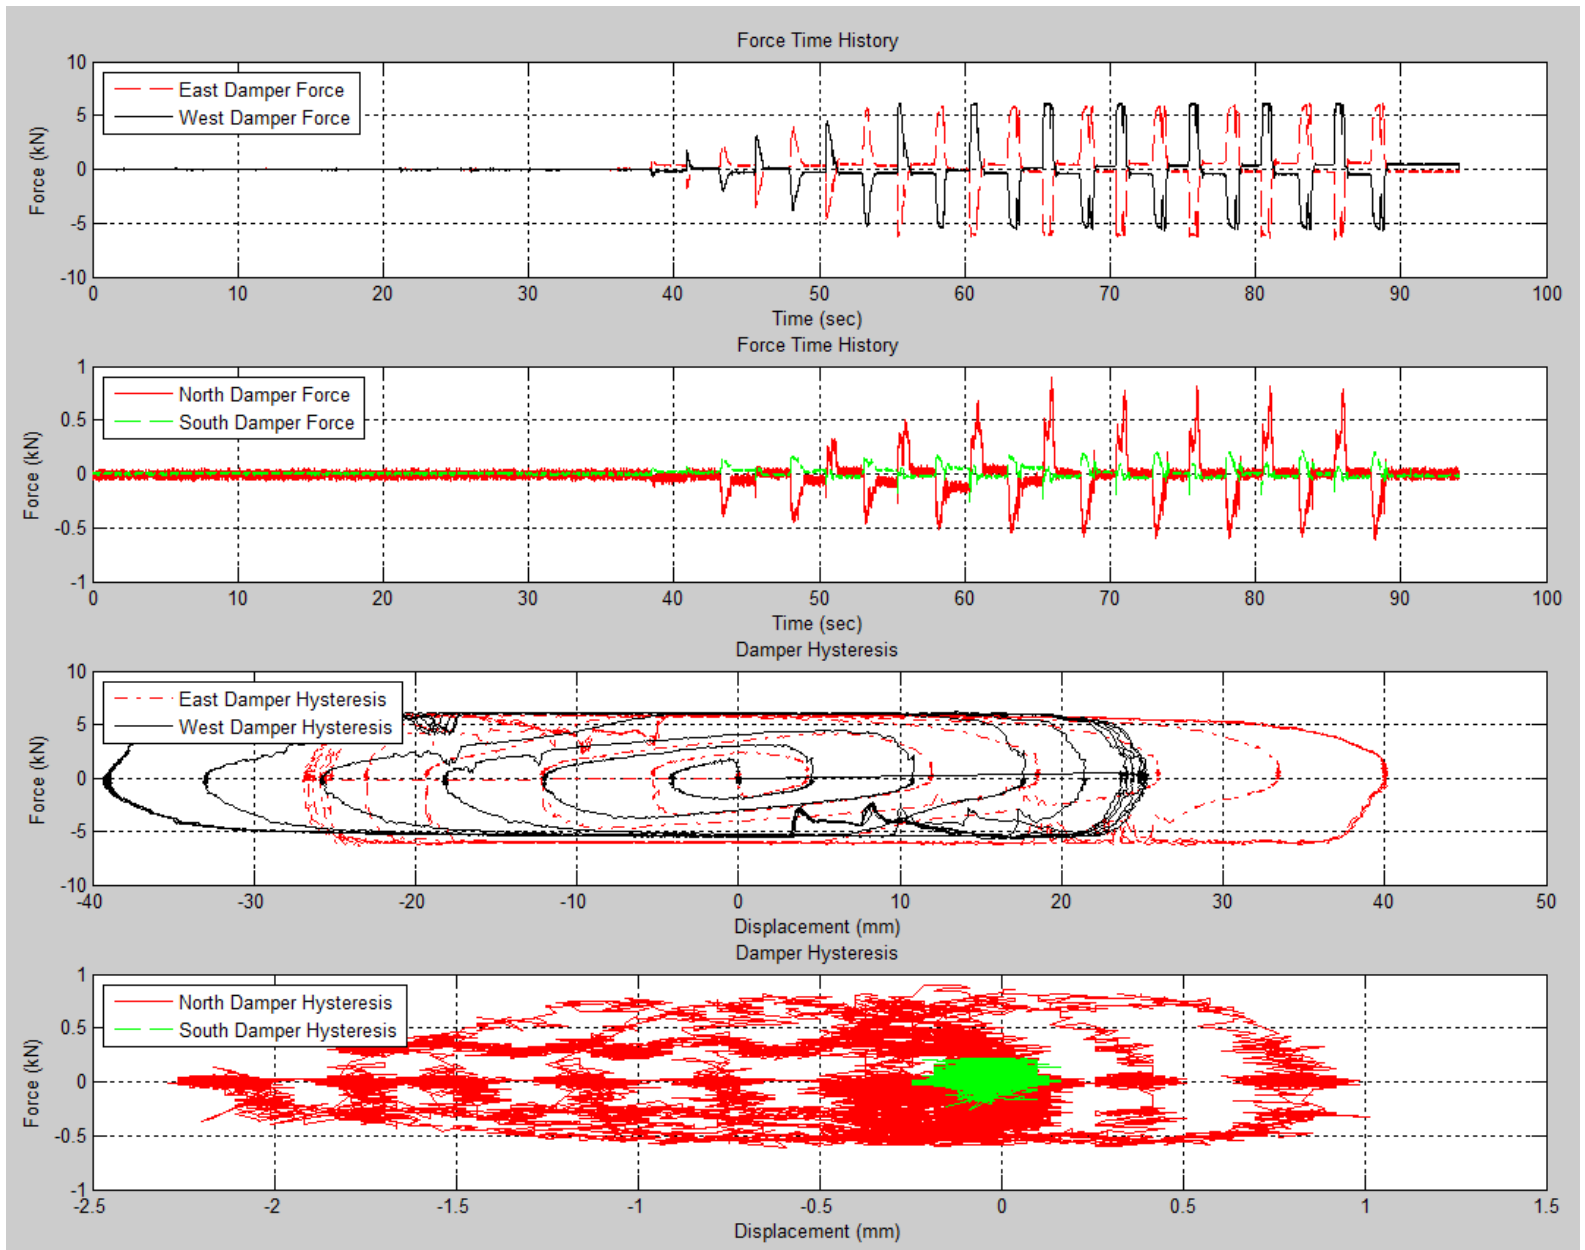 Force Time History
10
5
0
-5
-10
Force (kN)
East Damper Force
West Damper Force
0 10 20 30 40 50 60 70 80 90 100
Time (sec)
Force Time History
1
0.5
0
-0.5
-1
Force (kN)
North Damper Force
South Damper Force
0 10 20 30 40 50 60 70 80 90 100
Time (sec)
Damper Hysteresis
10
5
0
-5
-10
Force (kN)
East Damper Hysteresis
West Damper Hysteresis
-40 -30 -20 -10 0 10 20 30 40 50
Displacement (mm)
Damper Hysteresis
1
0.5
0
-0.5
-1
Force (kN)
North Damper Hysteresis
South Damper Hysteresis
-2.5 -2 -1.5 -1 -0.5 0 0.5 1 1.5
Displacement (mm)